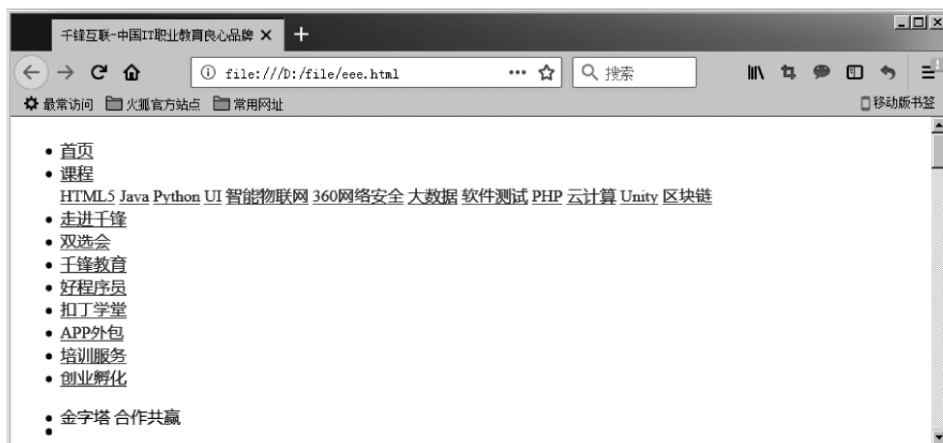 千锋互联-中国IT职业教育良心品牌
file:///D:/file/eee.html
搜索
最常访问 火狐官方站点 常用网址 移动版书签
首页
课程
HTML5 Java Python UI 智能物联网 360网络安全 大数据 软件测试 PHP 云计算 Unity 区块链
走进千锋
双选会
千锋教育
好程序员
扣丁学堂
APP外包
培训服务
创业孵化
金字塔 合作共赢